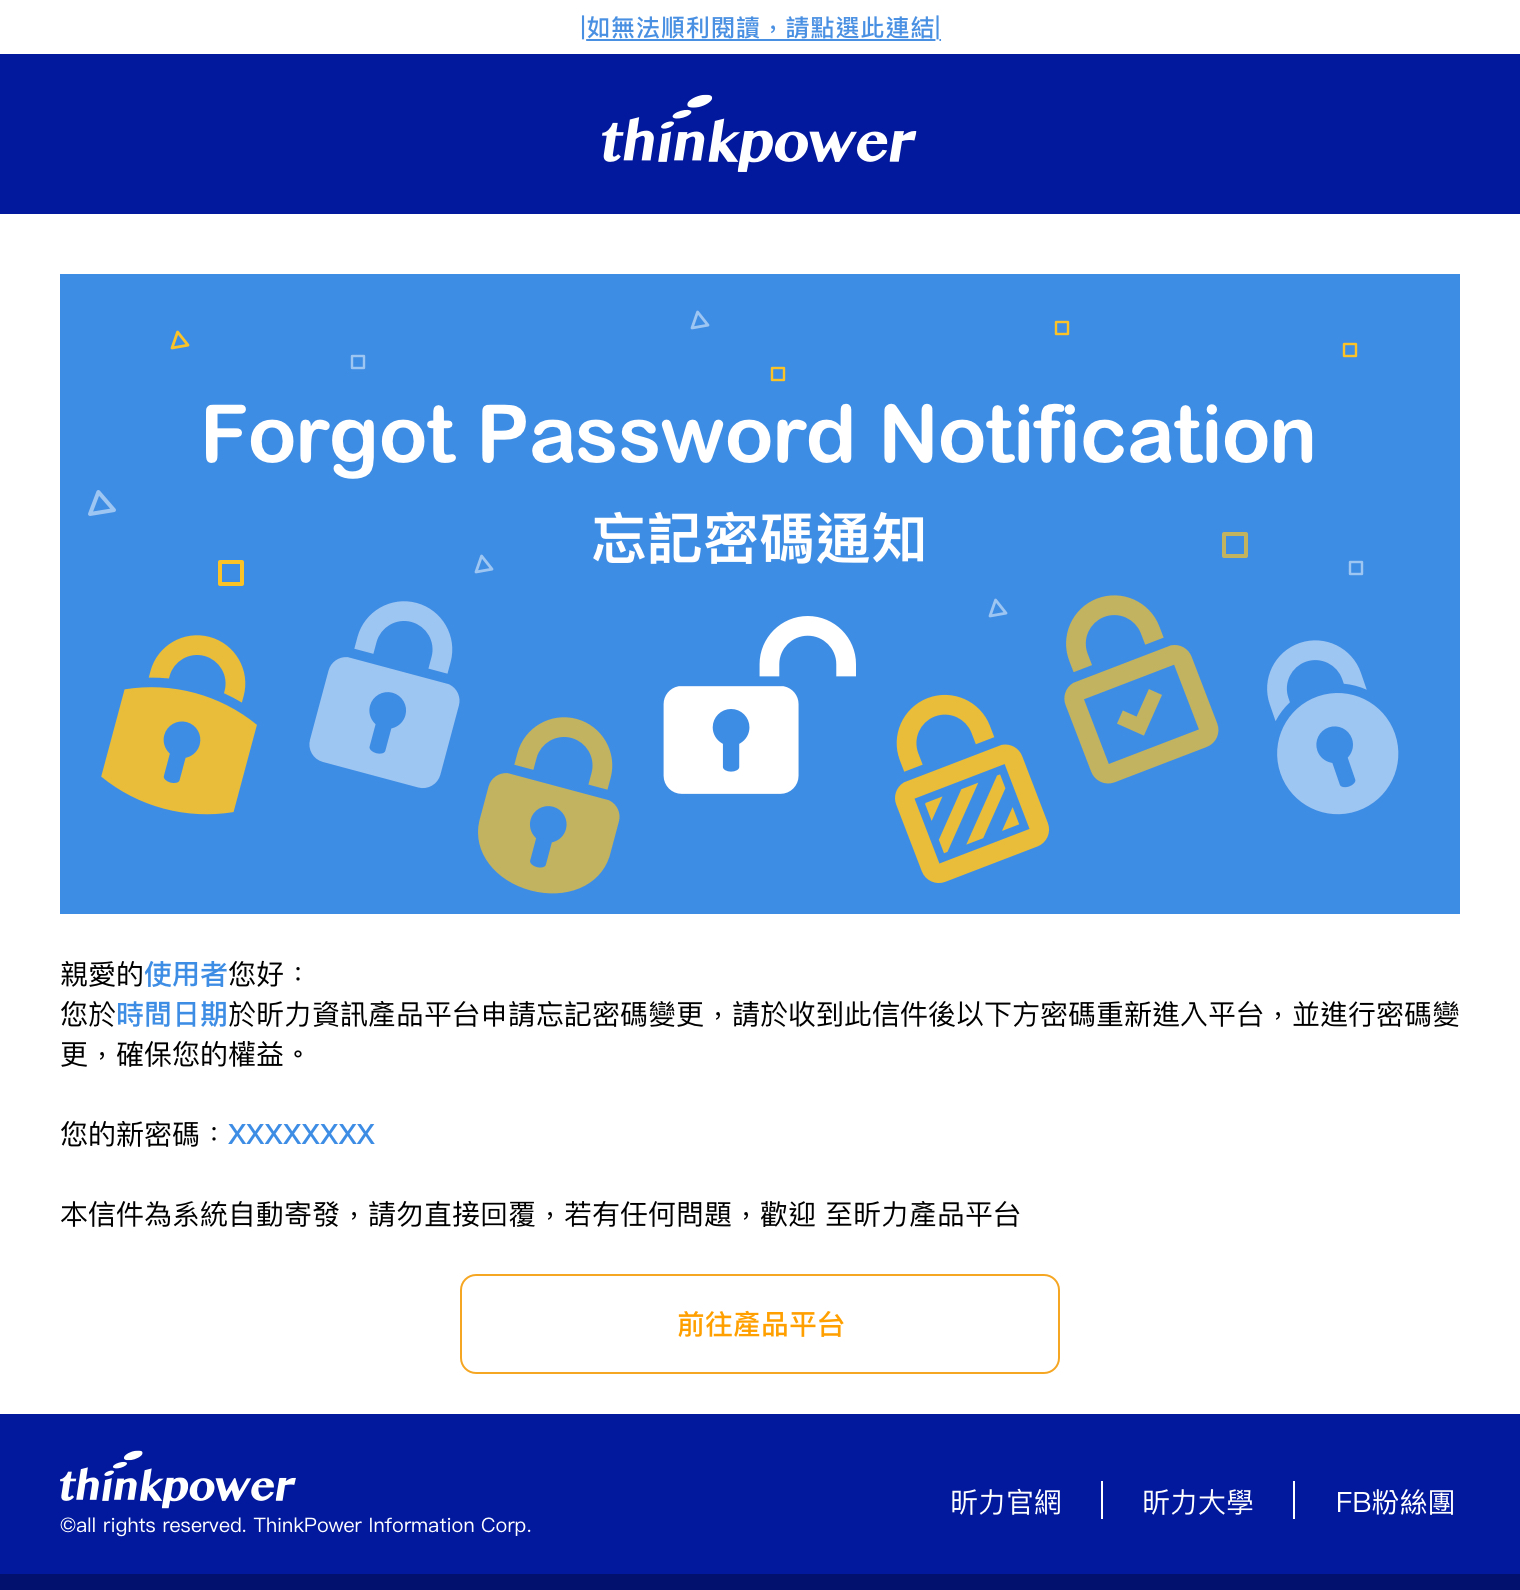 |如無法順利閱讀，請點選此連結|
thinkpower
Forgot Password Notification
忘記密碼通知
親愛的使用者您好：
您於時間日期於昕力資訊產品平台申請忘記密碼變更，請於收到此信件後以下方密碼重新進入平台，並進行密碼變
更，確保您的權益。
您的新密碼：XXXXXXXX
本信件為系統自動寄發，請勿直接回覆，若有任何問題，歡迎 至昕力產品平台
前往產品平台
thinkpower
©all rights reserved. ThinkPower Information Corp.
昕力官網 | 昕力大學 | FB粉絲團